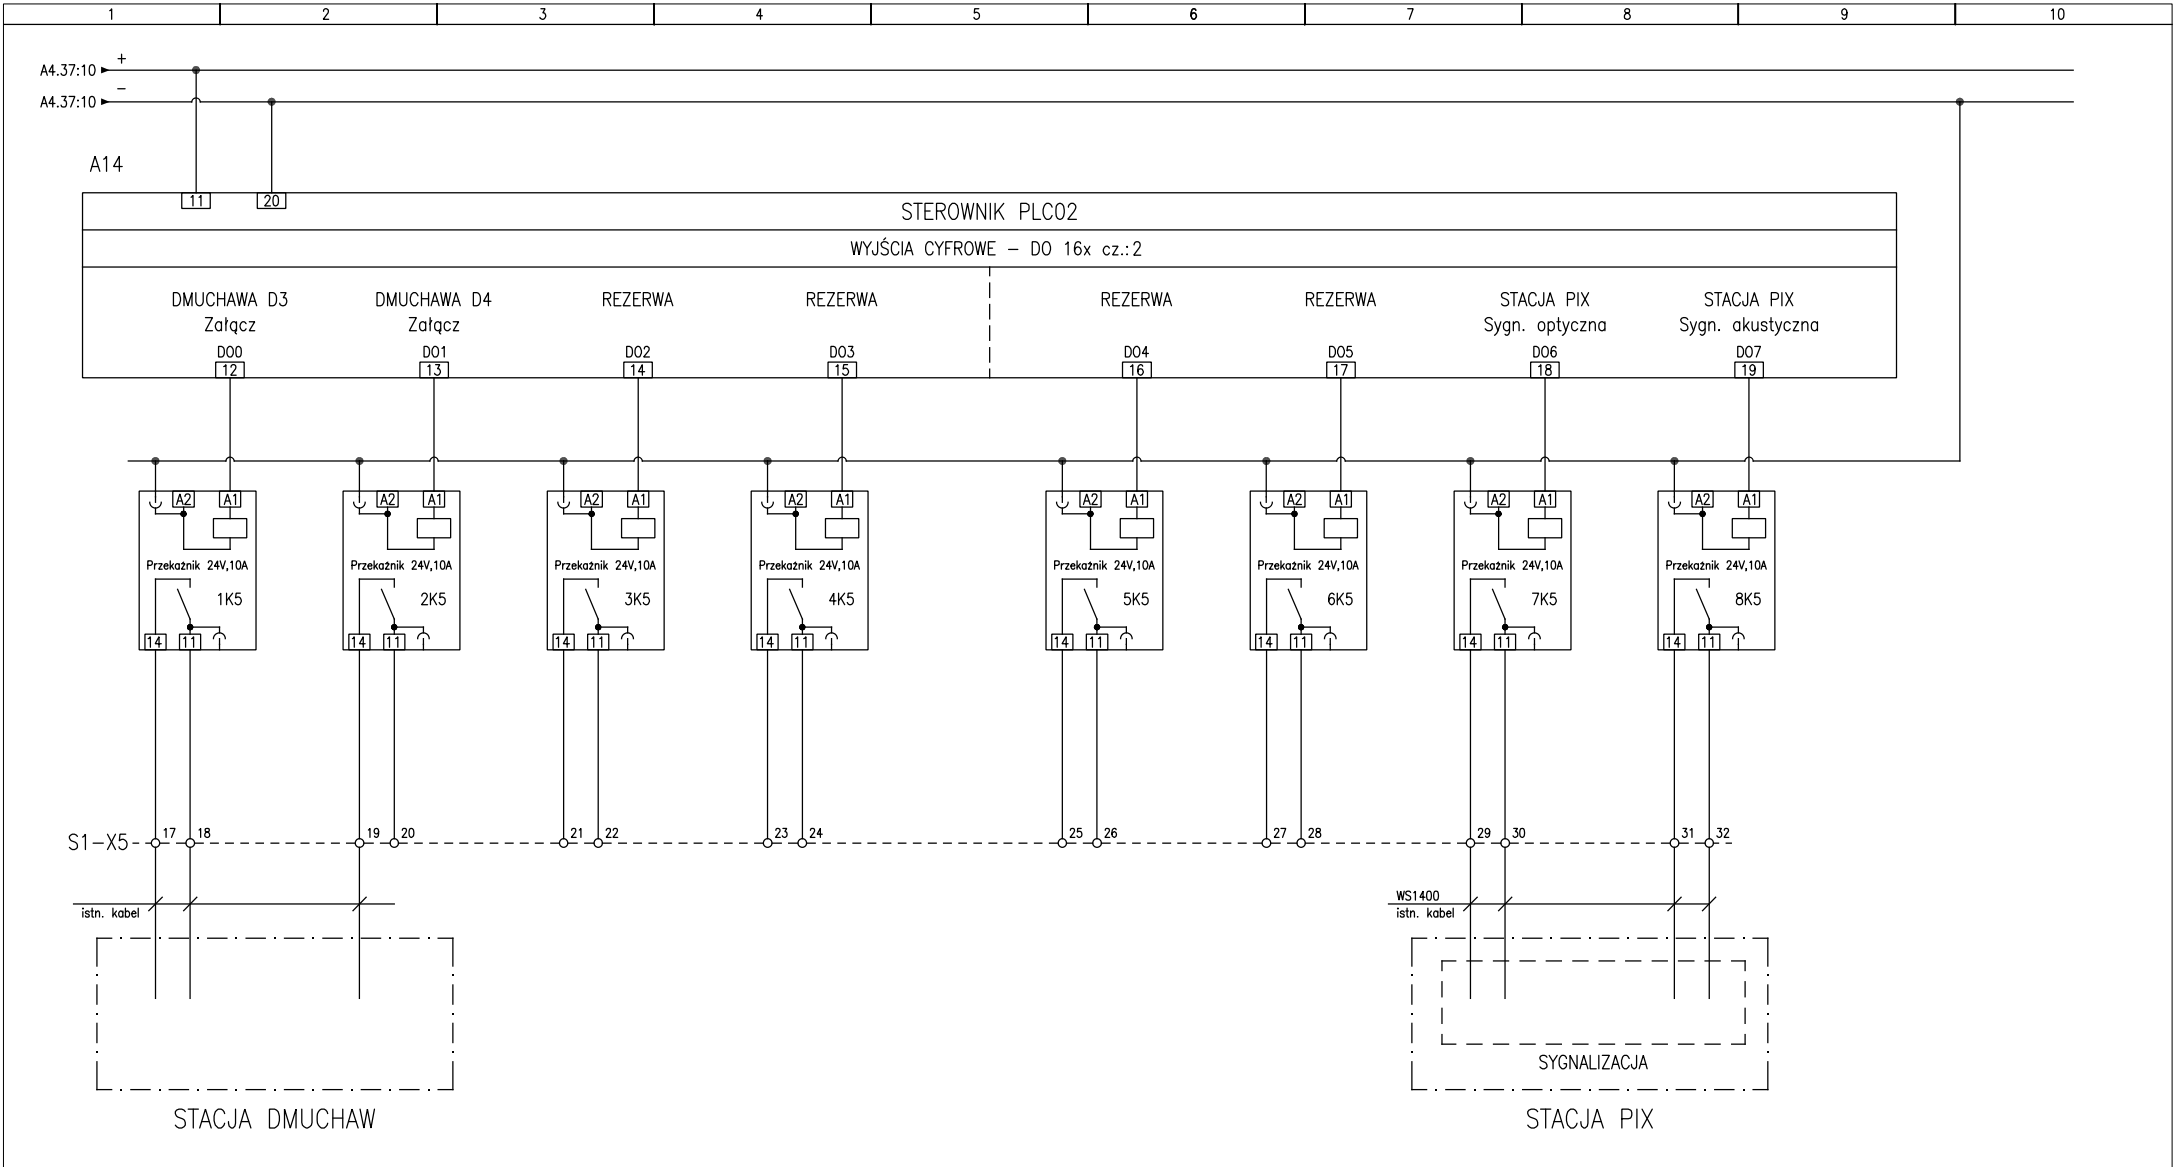 1 2 3 4 5 6 7 8 9 10
+
A4.37:10
−
A4.37:10
A14
11 20
STEROWNIK PLC02
WYJŚCIA CYFROWE – DO 16x cz.:2
DMUCHAWA D3 DMUCHAWA D4 REZERWA REZERWA REZERWA REZERWA STACJA PIX STACJA PIX
Załącz Załącz Sygn. optyczna Sygn. akustyczna
DO0 DO1 DO2 DO3 DO4 DO5 DO6 DO7
12 13 14 15 16 17 18 19
A2 A1 A2 A1 A2 A1 A2 A1 A2 A1 A2 A1 A2 A1 A2 A1
Przekaźnik 24V,10A Przekaźnik 24V,10A Przekaźnik 24V,10A Przekaźnik 24V,10A Przekaźnik 24V,10A Przekaźnik 24V,10A Przekaźnik 24V,10A Przekaźnik 24V,10A
1K5 2K5 3K5 4K5 5K5 6K5 7K5 8K5
14 11 14 11 14 11 14 11 14 11 14 11 14 11 14 11
S1-X5 17 18 19 20 21 22 23 24 25 26 27 28 29 30 31 32
WS1400
istn. kabel istn. kabel
SYGNALIZACJA
STACJA DMUCHAW STACJA PIX